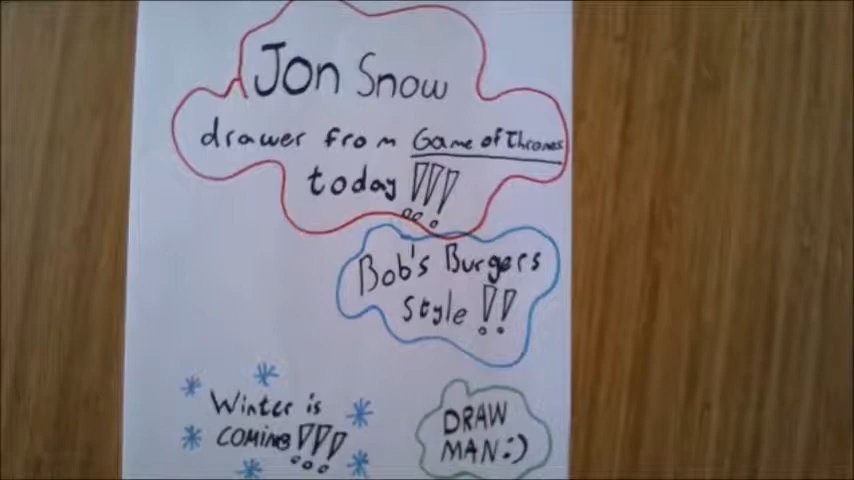 Jon Snow
drawer from Game of Thrones
today!!!
Bob's Burgers
Style!!
Winter is
COMING!!!
DRAW
MAN:)